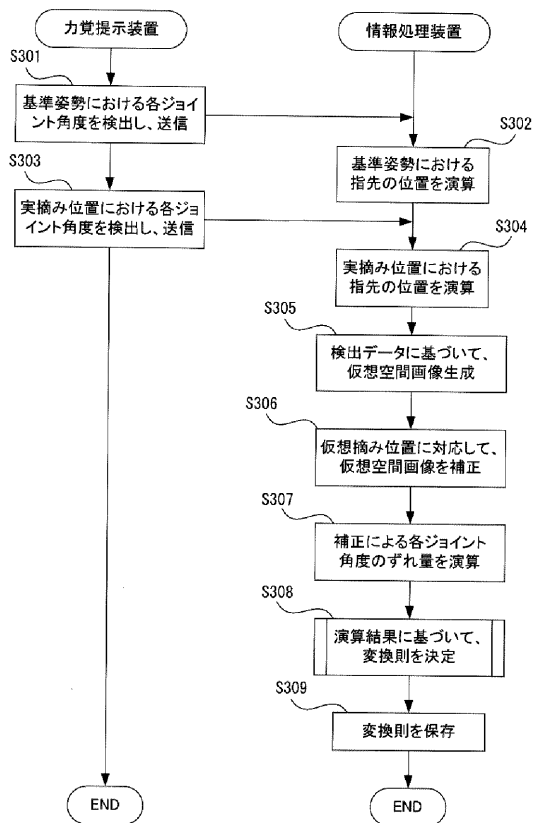 力覚提示装置
情報処理装置
S301
基準姿勢における各ジョイ
ント角度を検出し、送信
S302
基準姿勢における
指先の位置を演算
S303
実摘み位置における各ジョ
イント角度を検出し、送信
S304
実摘み位置における
指先の位置を演算
S305
検出データに基づいて、
仮想空間画像生成
S306
仮想摘み位置に対応して、
仮想空間画像を補正
S307
補正による各ジョイント
角度のずれ量を演算
S308
演算結果に基づいて、
変換則を決定
S309
変換則を保存
END
END